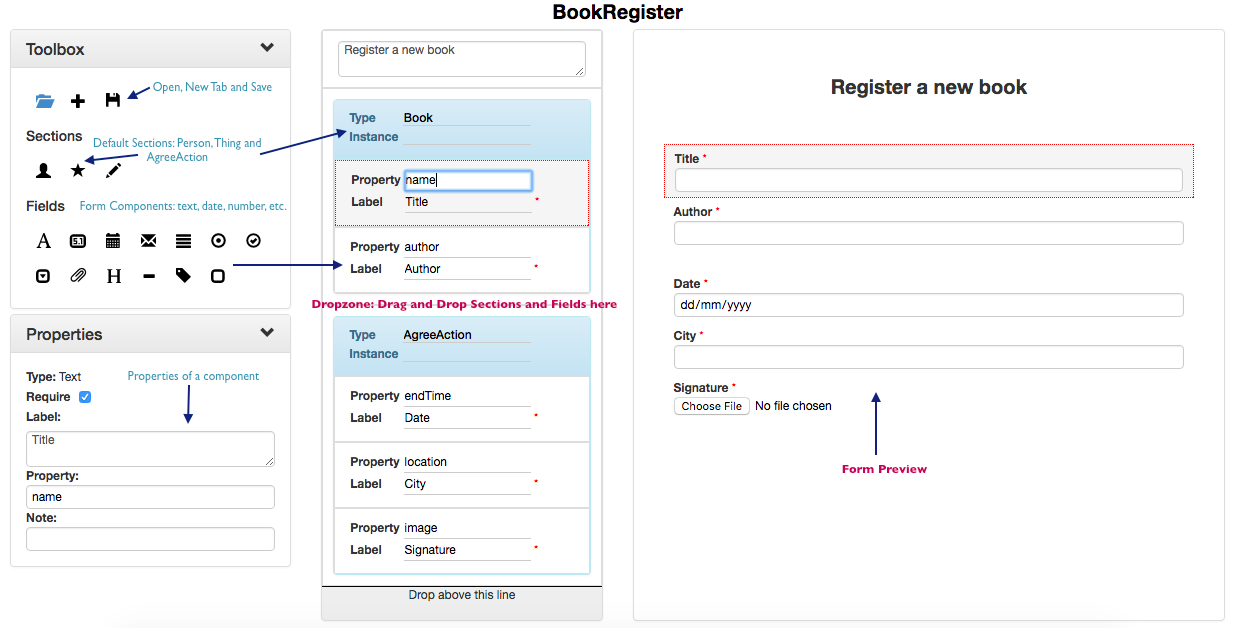 BookRegister
Toolbox
Open, New Tab and Save
Sections
Default Sections: Person, Thing and
AgreeAction
Fields
Form Components: text, date, number, etc.
A
5.1
H
Properties
Type: Text
Properties of a component
Require
Label:
Title
Property:
name
Note:
Register a new book
Type Book
Instance
Property name
Label Title *
Property author
Label Author *
Dropzone: Drag and Drop Sections and Fields here
Type AgreeAction
Instance
Property endTime
Label Date *
Property location
Label City *
Property image
Label Signature *
Drop above this line
Register a new book
Title *
Author *
Date *
dd/mm/yyyy
City *
Signature *
Choose File No file chosen
Form Preview